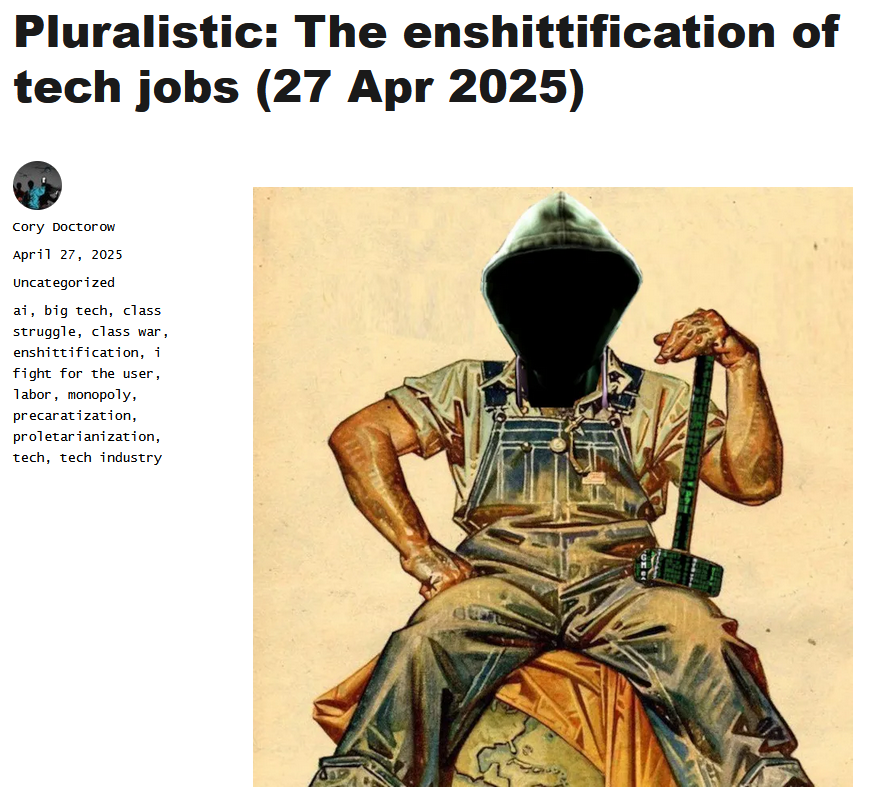 Pluralistic: The enshittification of
tech jobs (27 Apr 2025)
Cory Doctorow
April 27, 2025
Uncategorized
ai, big tech, class
struggle, class war,
enshittification, i
fight for the user,
labor, monopoly,
precaratization,
proletarianization,
tech, tech industry